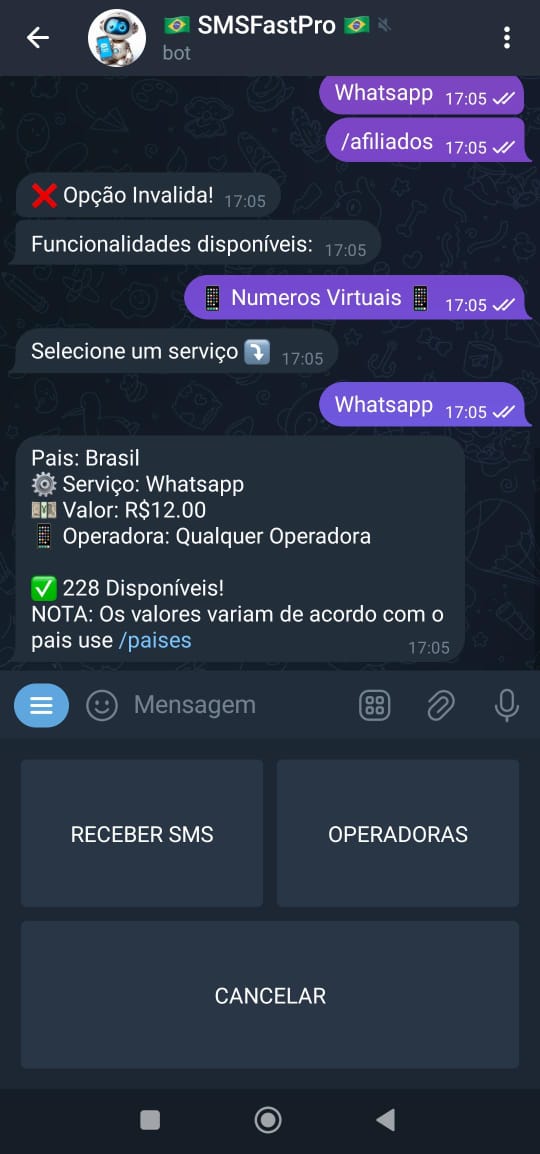 SMSFastPro
bot
Whatsapp 17:05
/afiliados 17:05
Opção Invalida! 17:05
Funcionalidades disponíveis: 17:05
Numeros Virtuais 17:05
Selecione um serviço 17:05
Whatsapp 17:05
Pais: Brasil
Serviço: Whatsapp
Valor: R$12.00
Operadora: Qualquer Operadora
228 Disponíveis!
NOTA: Os valores variam de acordo com o
pais use /paises 17:05
Mensagem
RECEBER SMS
OPERADORAS
CANCELAR